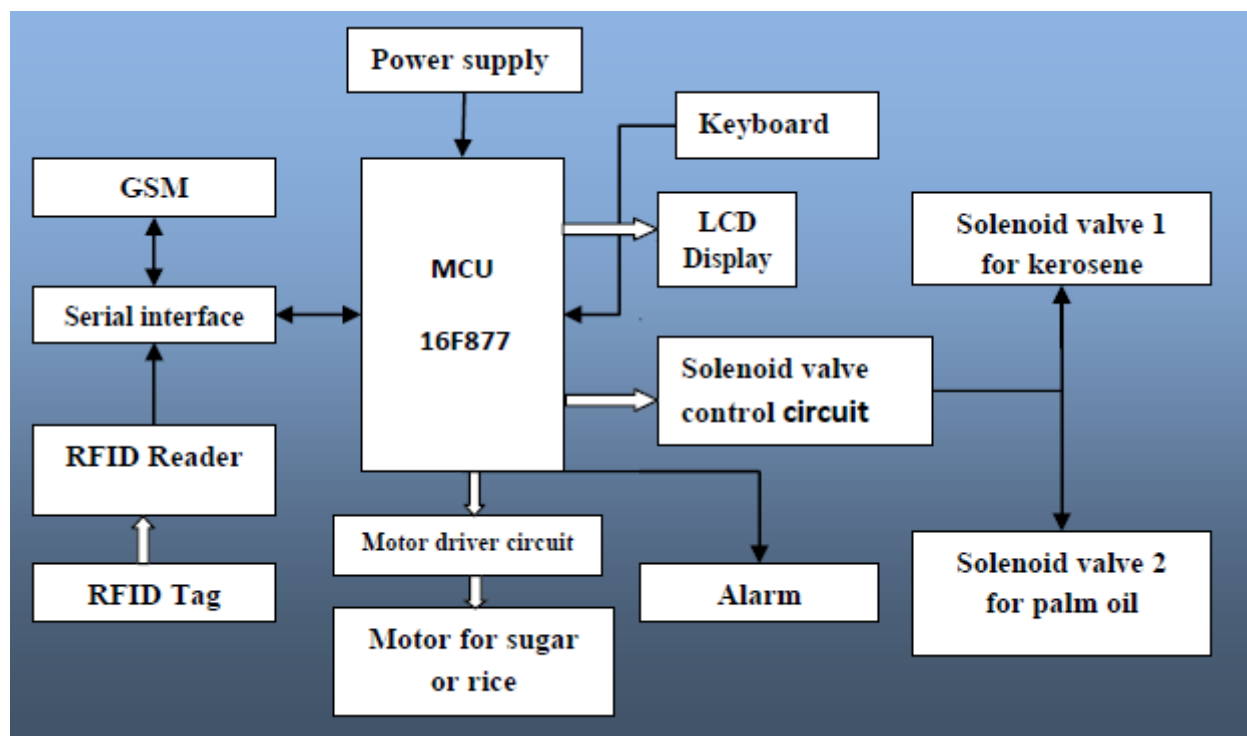 Power supply
Keyboard
GSM
LCD
Display
Solenoid valve 1
for kerosene
MCU
16F877
Serial interface
Solenoid valve
control circuit
RFID Reader
Motor driver circuit
RFID Tag
Alarm
Solenoid valve 2
for palm oil
Motor for sugar
or rice